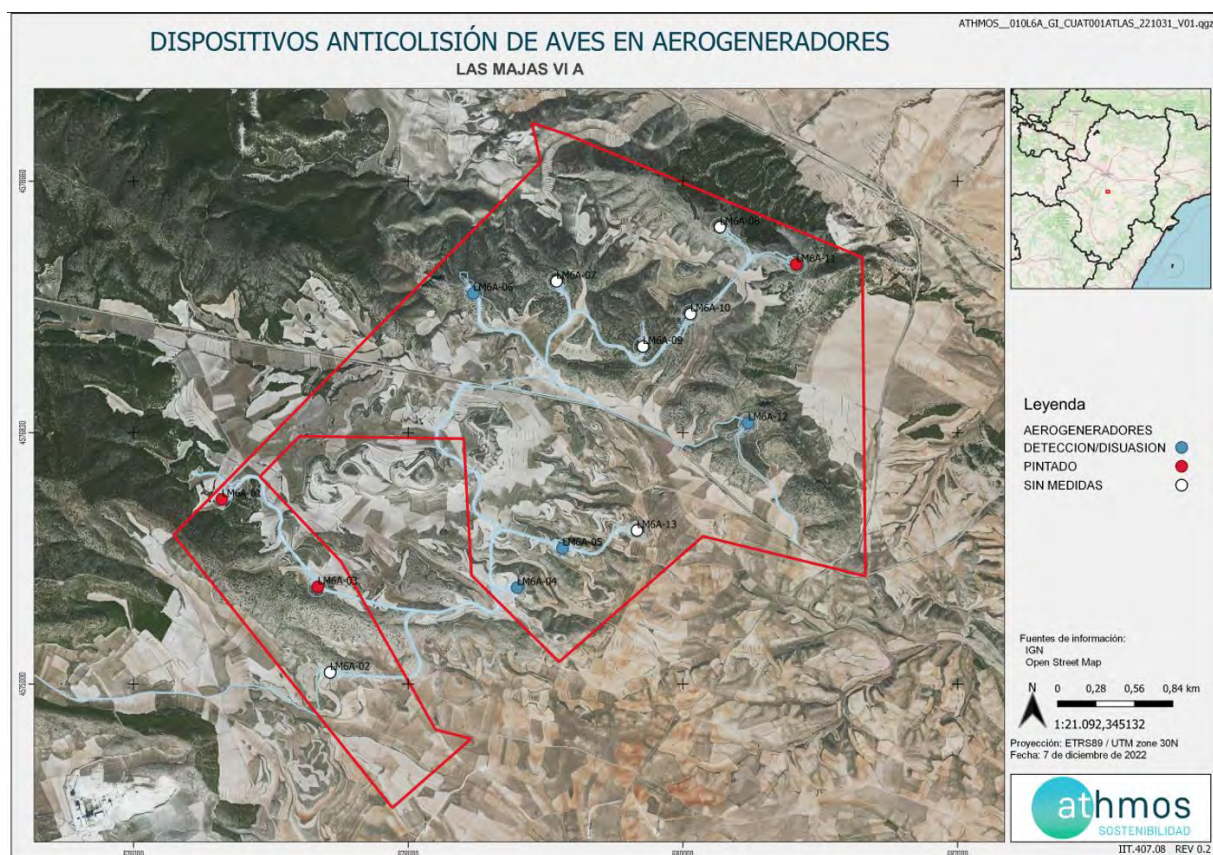 ATHMOS__010L6A_GI_CUAT001ATLAS_221031_V01.qgz
DISPOSITIVOS ANTICOLISIÓN DE AVES EN AEROGENERADORES
LAS MAJAS VI A
LM6A-08
LM6A-11
LM6A-07
LM6A-06
LM6A-10
LM6A-09
LM6A-12
LM6A-01
LM6A-13
LM6A-05
LM6A-03
LM6A-04
LM6A-02
Leyenda
AEROGENERADORES
DETECCION/DISUASION
PINTADO
SIN MEDIDAS
Fuentes de información:
IGN
Open Street Map
N
0 0,28 0,56 0,84 km
1:21.092,345132
Proyección: ETRS89 / UTM zone 30N
Fecha: 7 de diciembre de 2022
athmos
SOSTENIBILIDAD
IIT.407.08 REV 0.2